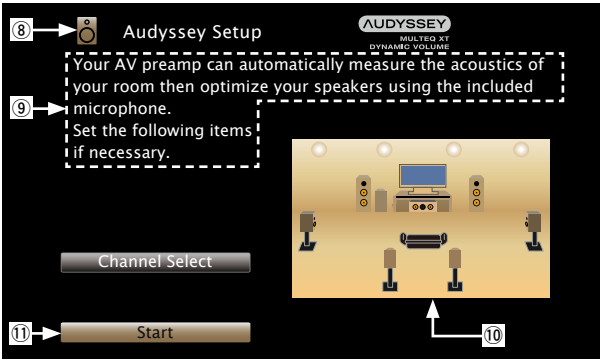 ⑧
Audyssey Setup
AUDYSSEY
MULTEQ XT
DYNAMIC VOLUME
⑨
Your AV preamp can automatically measure the acoustics of
your room then optimize your speakers using the included
microphone.
Set the following items
if necessary.
Channel Select
⑪
Start
⑩